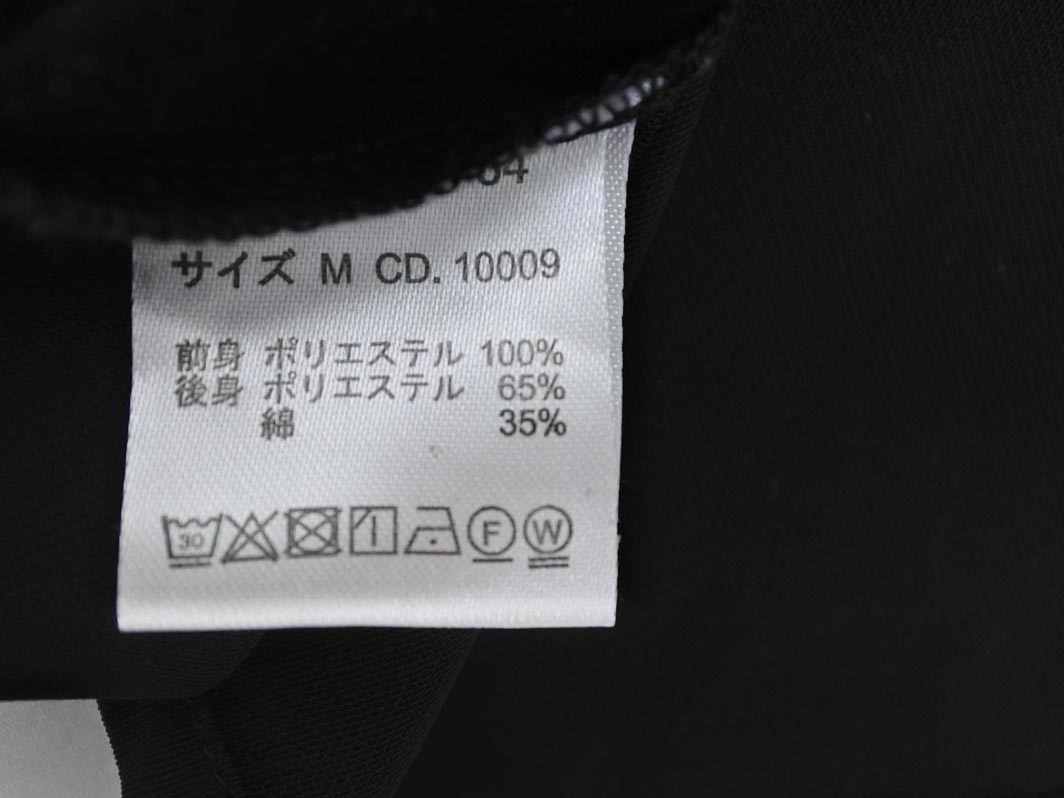 サイズ M CD. 10009
前身 ポリエステル 100%
後身 ポリエステル 65%
綿 35%
30 F W